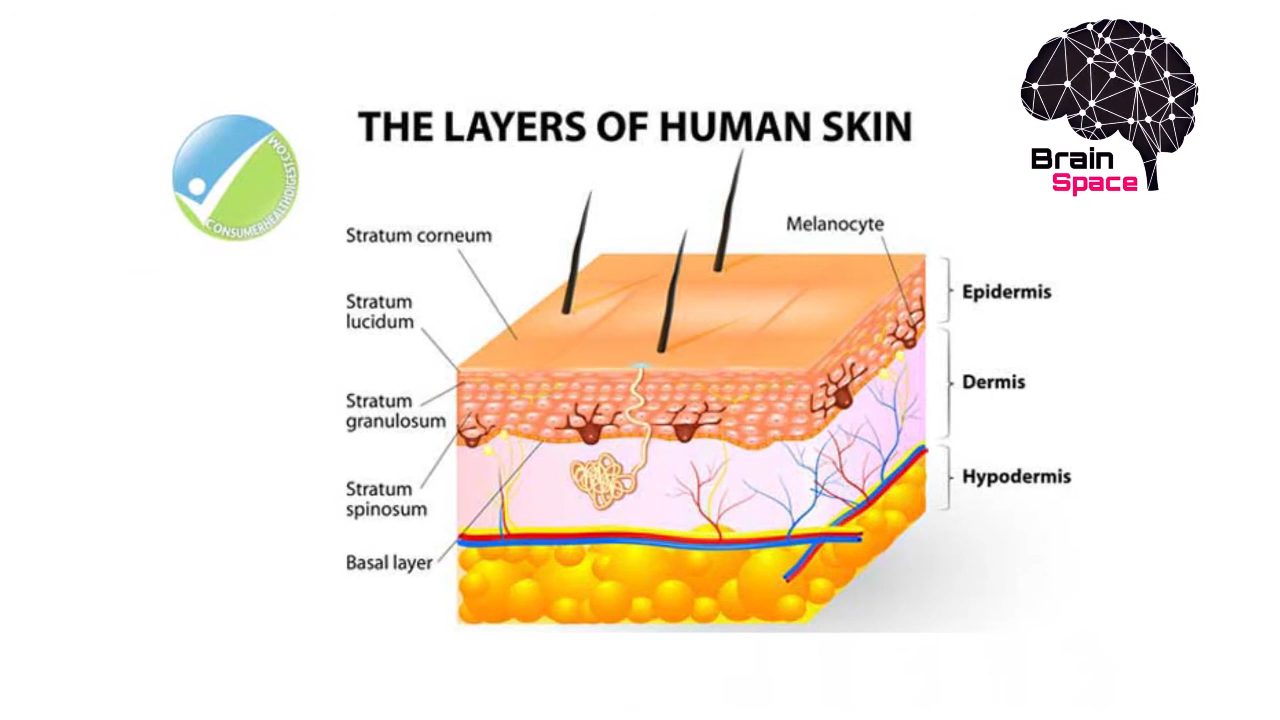 THE LAYERS OF HUMAN SKIN
CONSUMERHEALTHDIGEST.COM
Brain
Space
Stratum corneum
Melanocyte
Stratum
lucidum
Epidermis
Stratum
granulosum
Dermis
Stratum
spinosum
Hypodermis
Basal layer